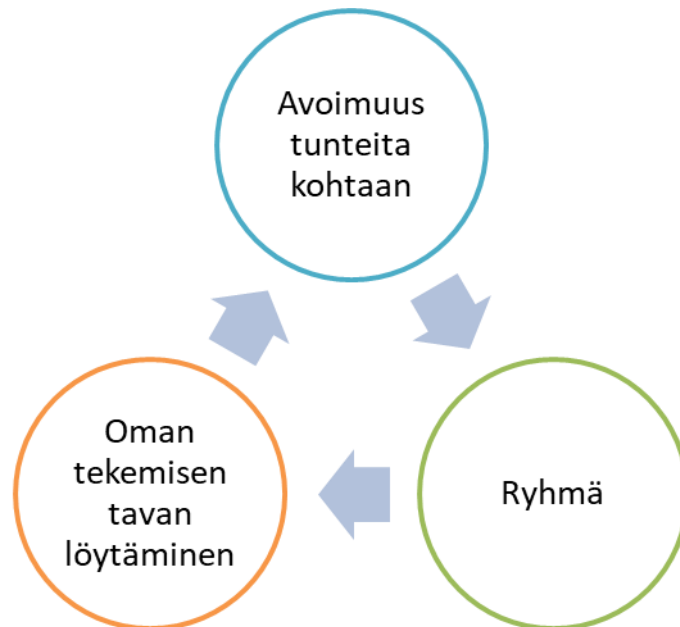 Avoimuus
tunteita
kohtaan
Oman
tekemisen
tavan
löytäminen
Ryhmä